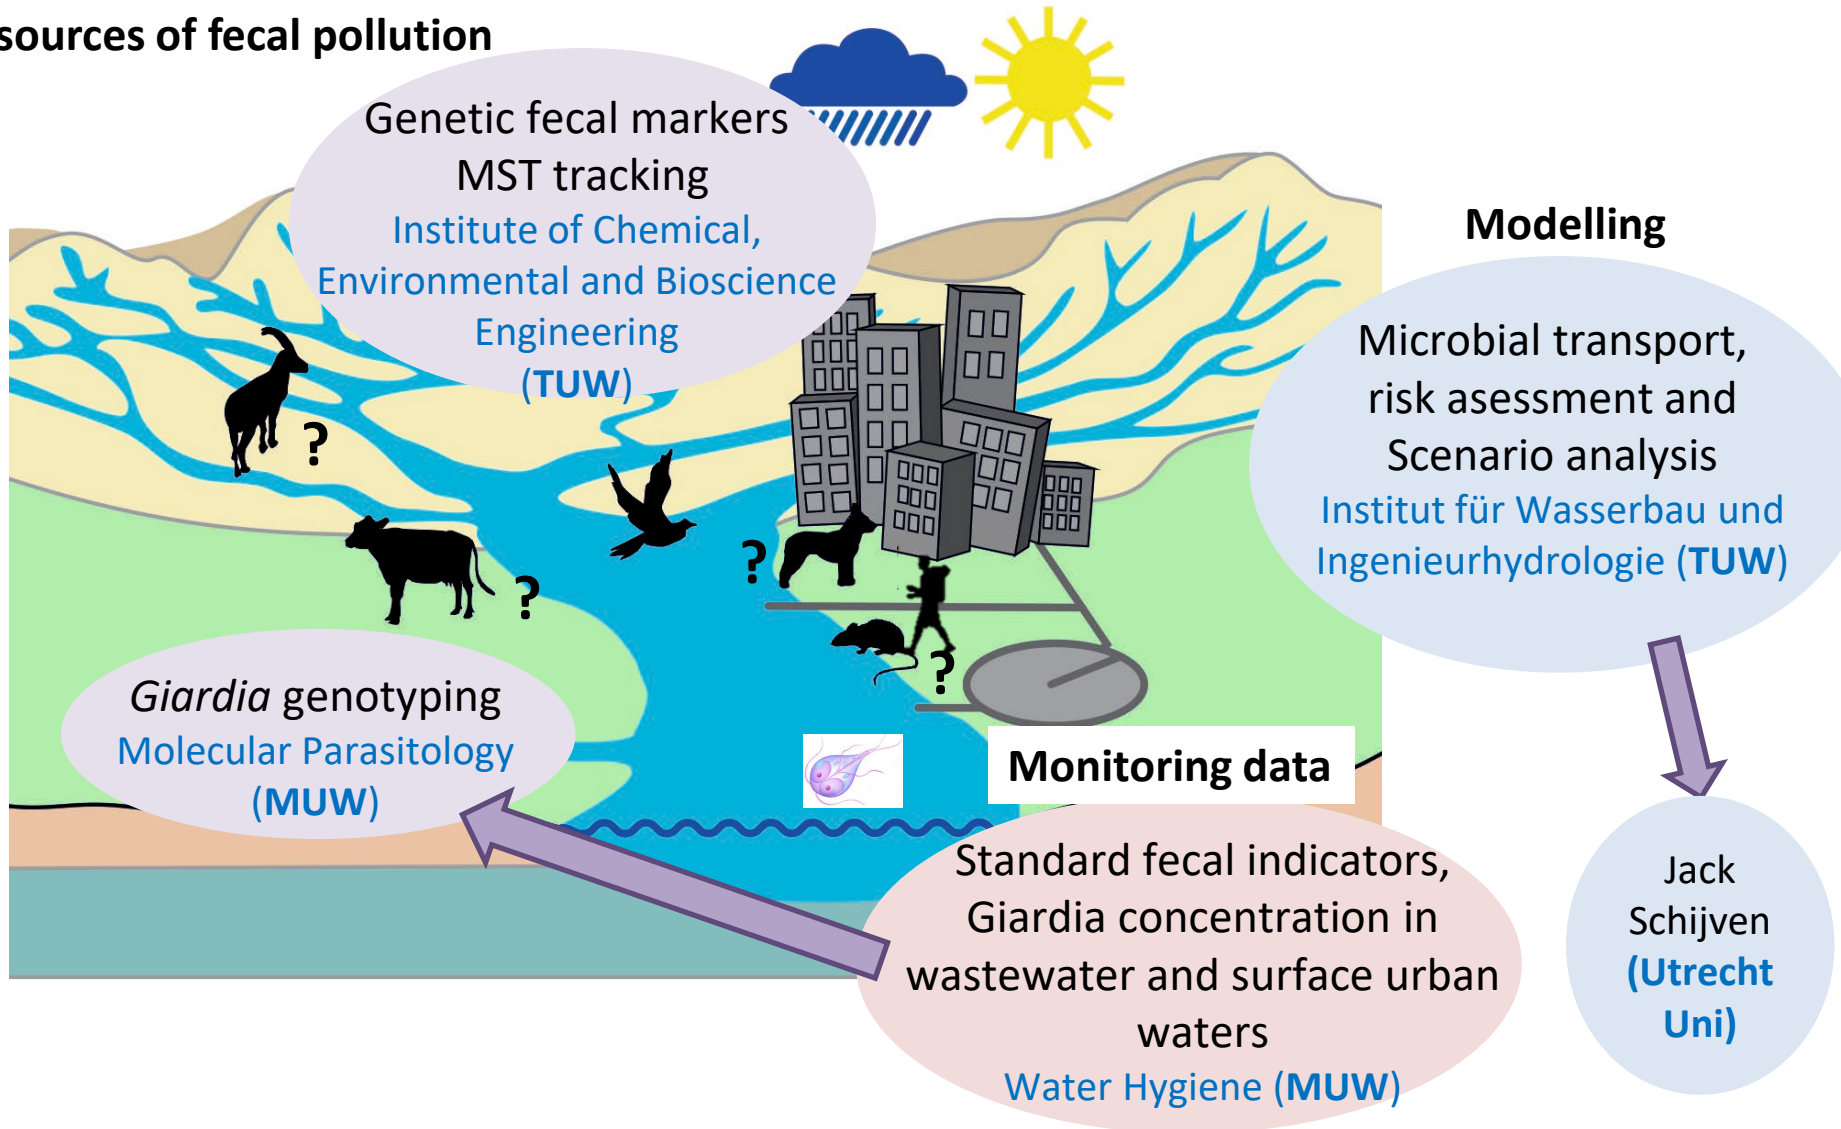 sources of fecal pollution
Genetic fecal markers
MST tracking
Institute of Chemical,
Environmental and Bioscience
Engineering
(TUW)
Modelling
Microbial transport,
risk asessment and
Scenario analysis
Institut für Wasserbau und
Ingenieurhydrologie (TUW)
?
?
?
?
Giardia genotyping
Molecular Parasitology
(MUW)
Monitoring data
Standard fecal indicators,
Giardia concentration in
wastewater and surface urban
waters
Water Hygiene (MUW)
Jack
Schijven
(Utrecht
Uni)